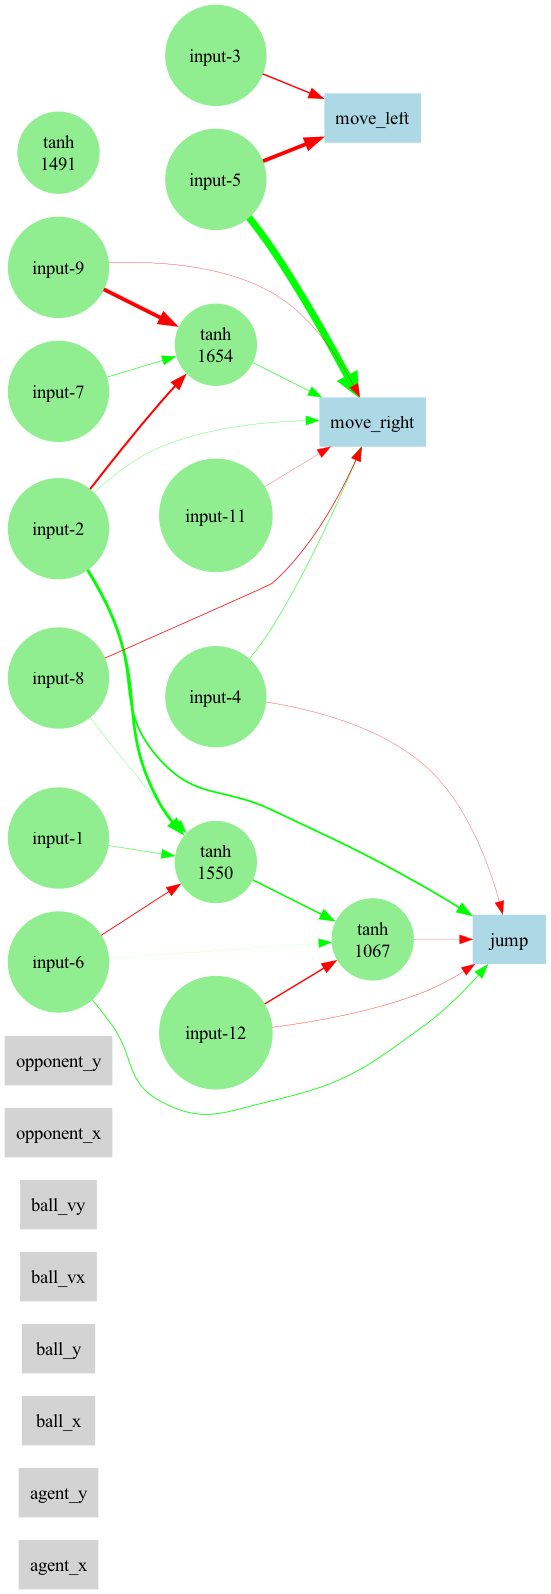 input-3
move_left
tanh
1491
input-5
input-9
tanh
1654
input-7
move_right
input-2
input-11
input-8
input-4
input-1
tanh
1550
tanh
1067
jump
input-6
input-12
opponent_y
opponent_x
ball_vy
ball_vx
ball_y
ball_x
agent_y
agent_x